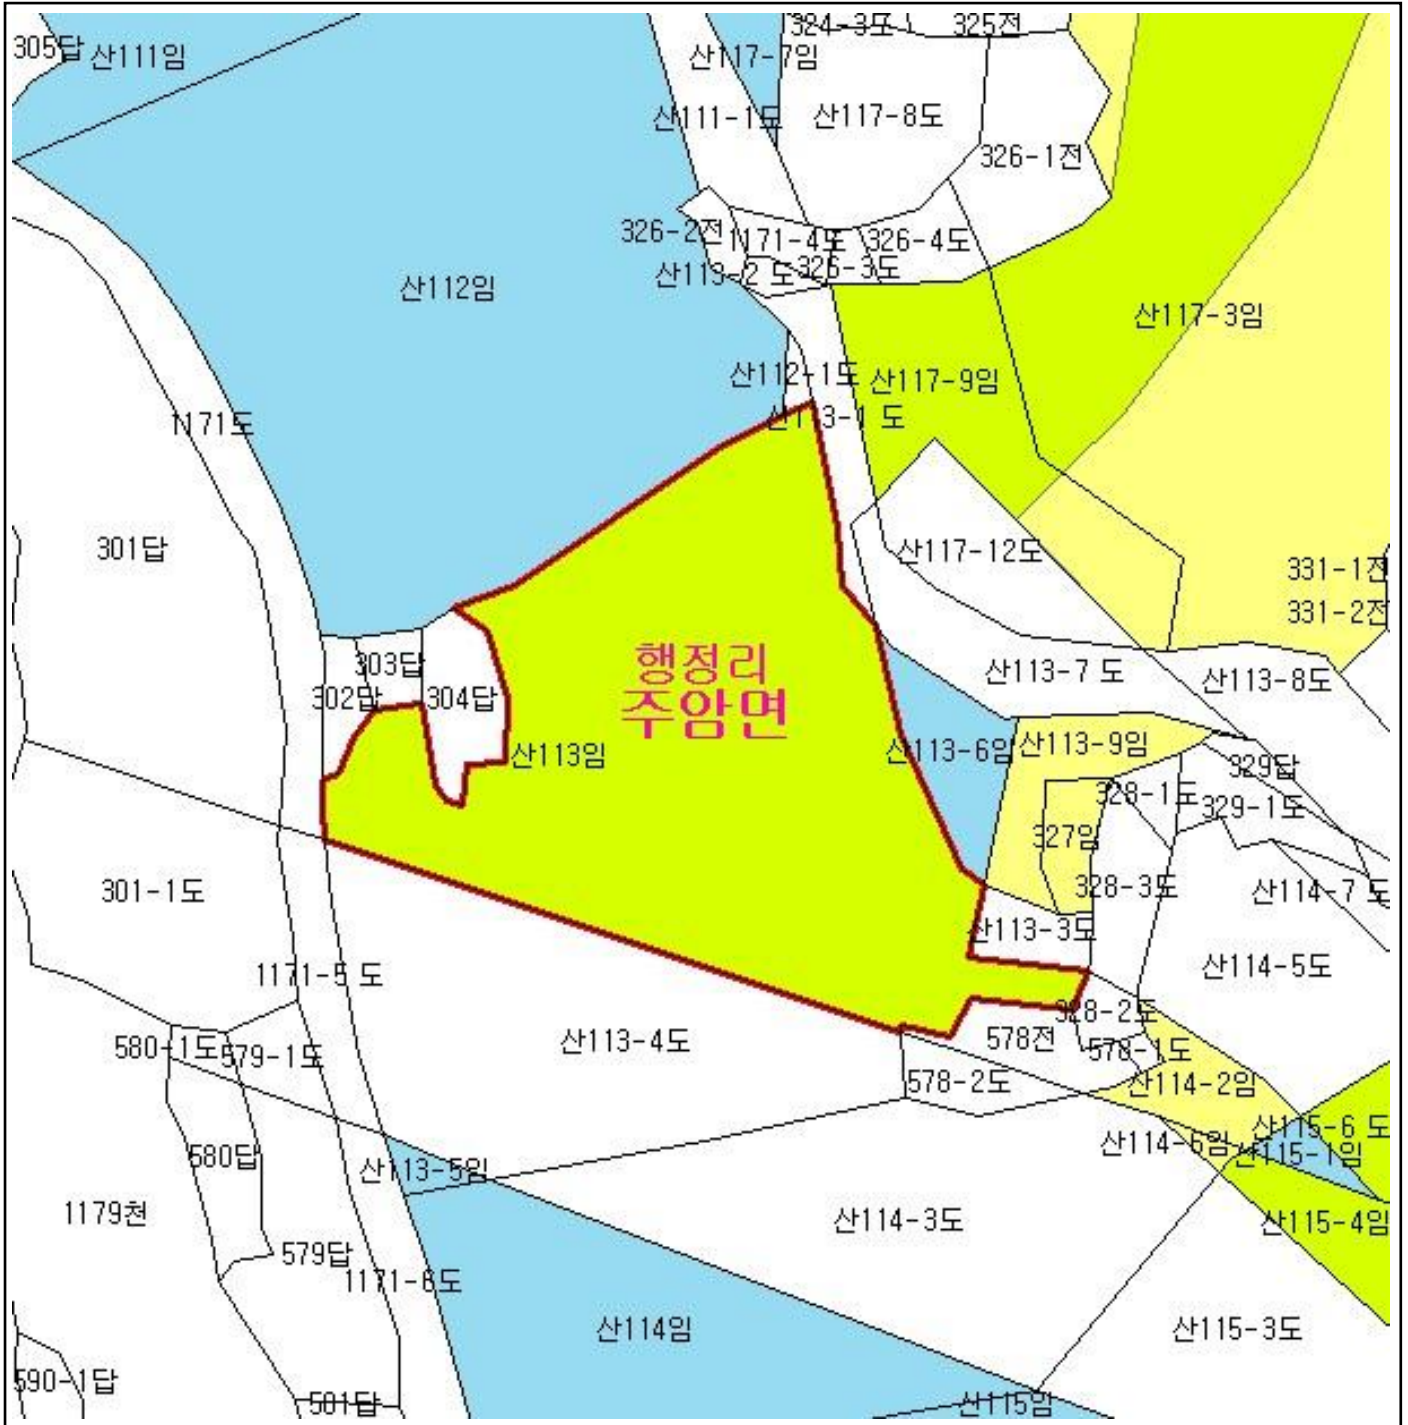 324-3도
325전
305답
산111임
산117-7임
산111-1도
산117-8도
326-1전
326-2전
1171-4도
326-4도
산113-2 도
326-3도
산112임
산117-3임
산112-1도
산117-9임
산113-1 도
1171도
301답
산117-12도
331-1전
331-2전
303답
302답
304답
행정리
주암면
산113-7 도
산113-8도
산113임
산113-6임
산113-9임
329답
328-1도
329-1도
327임
328-3도
산114-7 도
301-1도
산113-3도
산114-5도
1171-5 도
328-2도
580-1도
579-1도
산113-4도
578전
578-1도
578-2도
산114-2임
산115-6 도
산114-6임
산115-1임
580답
산113-5임
1179천
산114-3도
산115-4임
579답
1171-6도
산114임
산115-3도
590-1답
581답
산115임